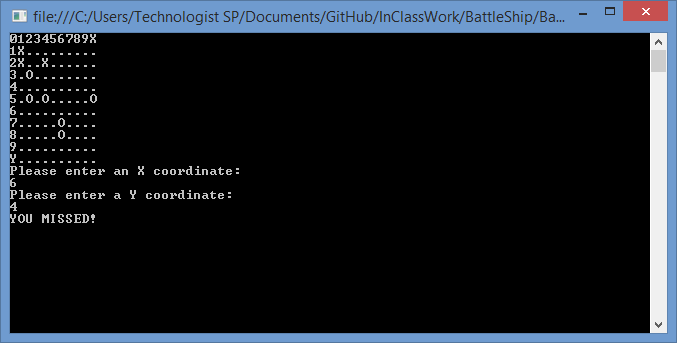 file:///C:/Users/Technologist SP/Documents/GitHub/InClassWork/BattleShip/Ba...
0123456789X
1X.........
2X..X......
3.O........
4..........
5.O.O.....O
6..........
7.....O....
8.....O....
9..........
Y..........
Please enter an X coordinate:
6
Please enter a Y coordinate:
4
YOU MISSED!